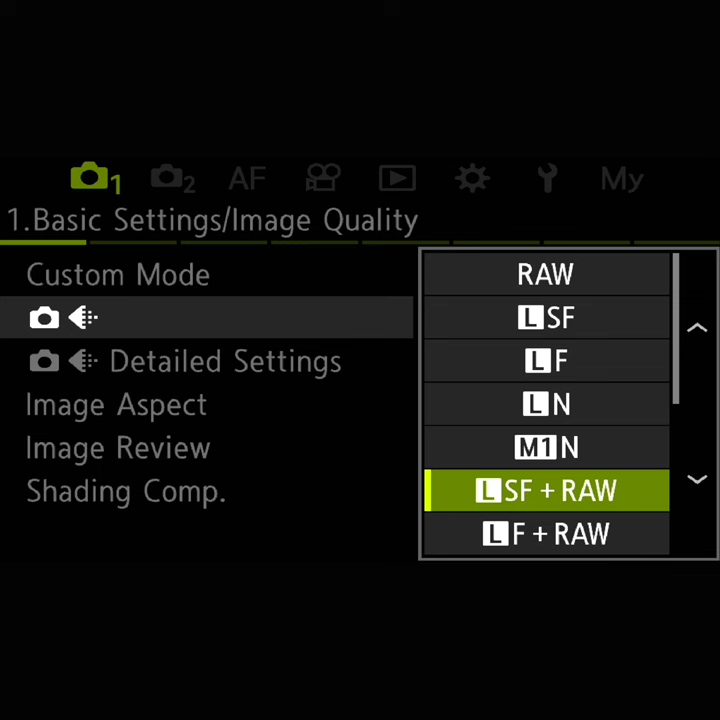 1 2 AF My
1.Basic Settings/Image Quality
Custom Mode
Detailed Settings
Image Aspect
Image Review
Shading Comp.
RAW
L SF
L F
L N
M1 N
L SF + RAW
L F + RAW